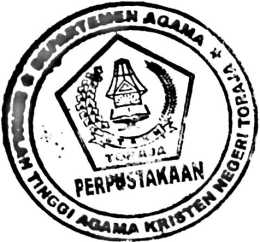 DEPARTEMEN AGAMA
TINGGI AGAMA KRISTEN NEGERI TORAJA
TORAJA
PERPUSTAKAAN